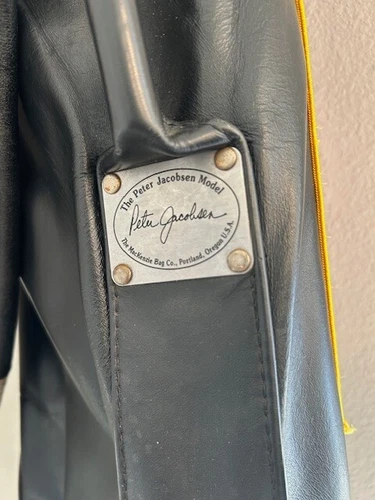 The Peter Jacobsen Model
Peter Jacobsen
The MacKenzie Bag Co., Portland, Oregon U.S.A.